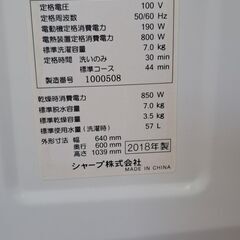 定格電圧 100 V
定格周波数 50/60 Hz
電動機定格消費電力 190 W
電熱装置定格消費電力 800 W
標準洗濯容量 7.0 kg
定格時間 洗いのみ 30 min
標準コース 44 min
製造番号 1000508
乾燥時消費電力 850 W
標準脱水容量 7.0 kg
標準乾燥容量 3.5 kg
標準使用水量(洗濯時) 57 L
外形寸法 幅 640 mm
奥行 600 mm
高さ 1039 mm
2018年製
シャープ株式会社
MADE IN CHINA